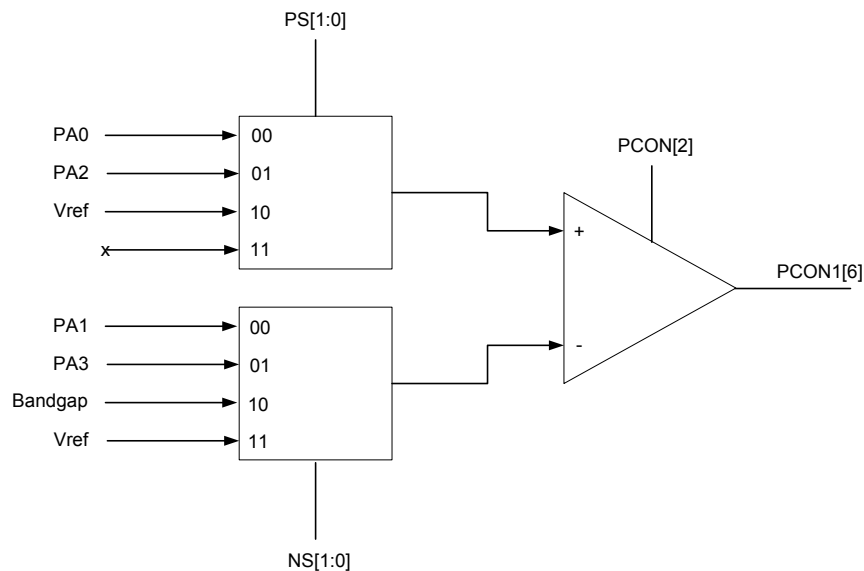 PS[1:0]
PA0
00
PA2
01
Vref
10
x
11
PCON[2]
+
-
PCON1[6]
PA1
00
PA3
01
Bandgap
10
Vref
11
NS[1:0]